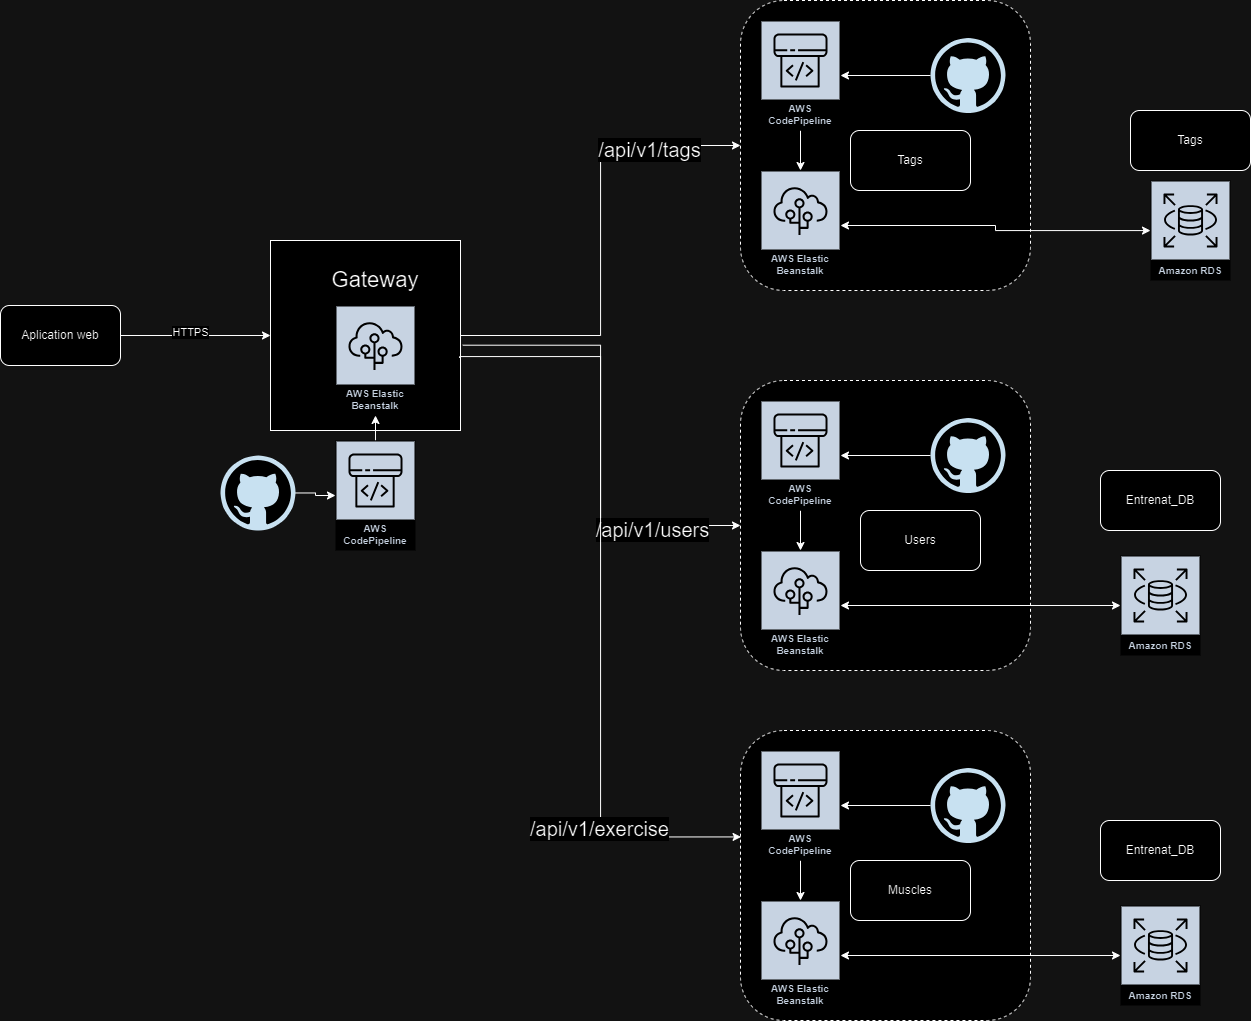 AWS
CodePipeline
Tags
/api/v1/tags
Tags
AWS Elastic
Beanstalk
Amazon RDS
Gateway
Aplication web
HTTPS
AWS Elastic
Beanstalk
AWS
CodePipeline
AWS
CodePipeline
Entrenat_DB
/api/v1/users
Users
AWS Elastic
Beanstalk
Amazon RDS
/api/v1/exercise
AWS
CodePipeline
Entrenat_DB
Muscles
AWS Elastic
Beanstalk
Amazon RDS